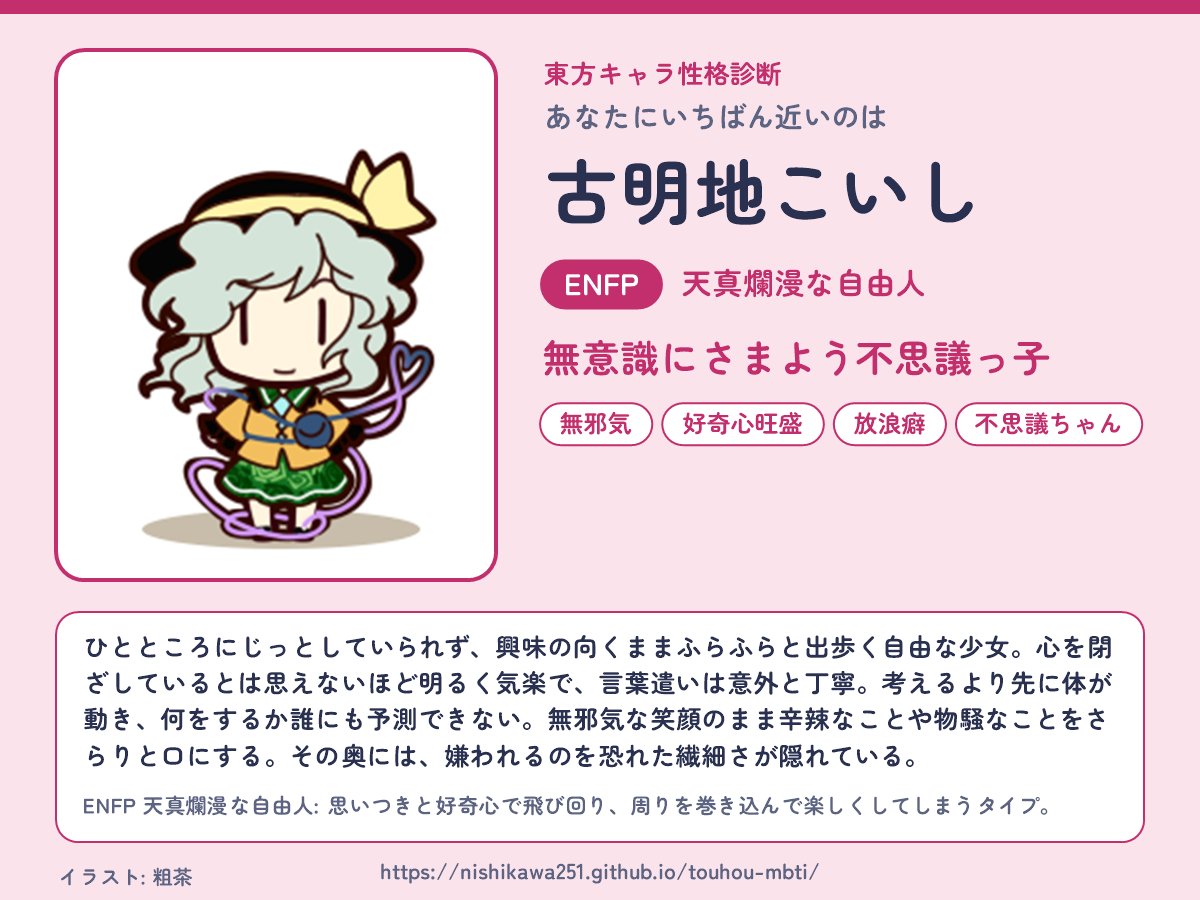 東方キャラ性格診断
あなたにいちばん近いのは
古明地こいし
ENFP 天真爛漫な自由人
無意識にさまよう不思議っ子
無邪気 好奇心旺盛 放浪癖 不思議ちゃん
ひとところにじっとしていられず、興味の向くままふらふらと出歩く自由な少女。心を閉
ざしているとは思えないほど明るく気楽で、言葉遣いは意外と丁寧。考えるより先に体が
動き、何をするか誰にも予測できない。無邪気な笑顔のまま辛辣なことや物騒なことをさ
らりと口にする。その奥には、嫌われるのを恐れた繊細さが隠れている。
ENFP 天真爛漫な自由人: 思いつきと好奇心で飛び回り、周りを巻き込んで楽しくしてしまうタイプ。
イラスト: 粗茶 https://nishikawa251.github.io/touhou-mbti/